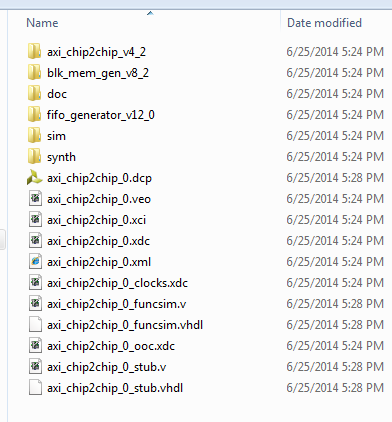 Name Date modified
axi_chip2chip_v4_2 6/25/2014 5:24 PM
blk_mem_gen_v8_2 6/25/2014 5:24 PM
doc 6/25/2014 5:24 PM
fifo_generator_v12_0 6/25/2014 5:24 PM
sim 6/25/2014 5:24 PM
synth 6/25/2014 5:24 PM
axi_chip2chip_0.dcp 6/25/2014 5:28 PM
axi_chip2chip_0.veo 6/25/2014 5:24 PM
axi_chip2chip_0.xci 6/25/2014 5:24 PM
axi_chip2chip_0.xdc 6/25/2014 5:24 PM
axi_chip2chip_0.xml 6/25/2014 5:24 PM
axi_chip2chip_0_clocks.xdc 6/25/2014 5:24 PM
axi_chip2chip_0_funcsim.v 6/25/2014 5:28 PM
axi_chip2chip_0_funcsim.vhdl 6/25/2014 5:28 PM
axi_chip2chip_0_ooc.xdc 6/25/2014 5:24 PM
axi_chip2chip_0_stub.v 6/25/2014 5:28 PM
axi_chip2chip_0_stub.vhdl 6/25/2014 5:28 PM